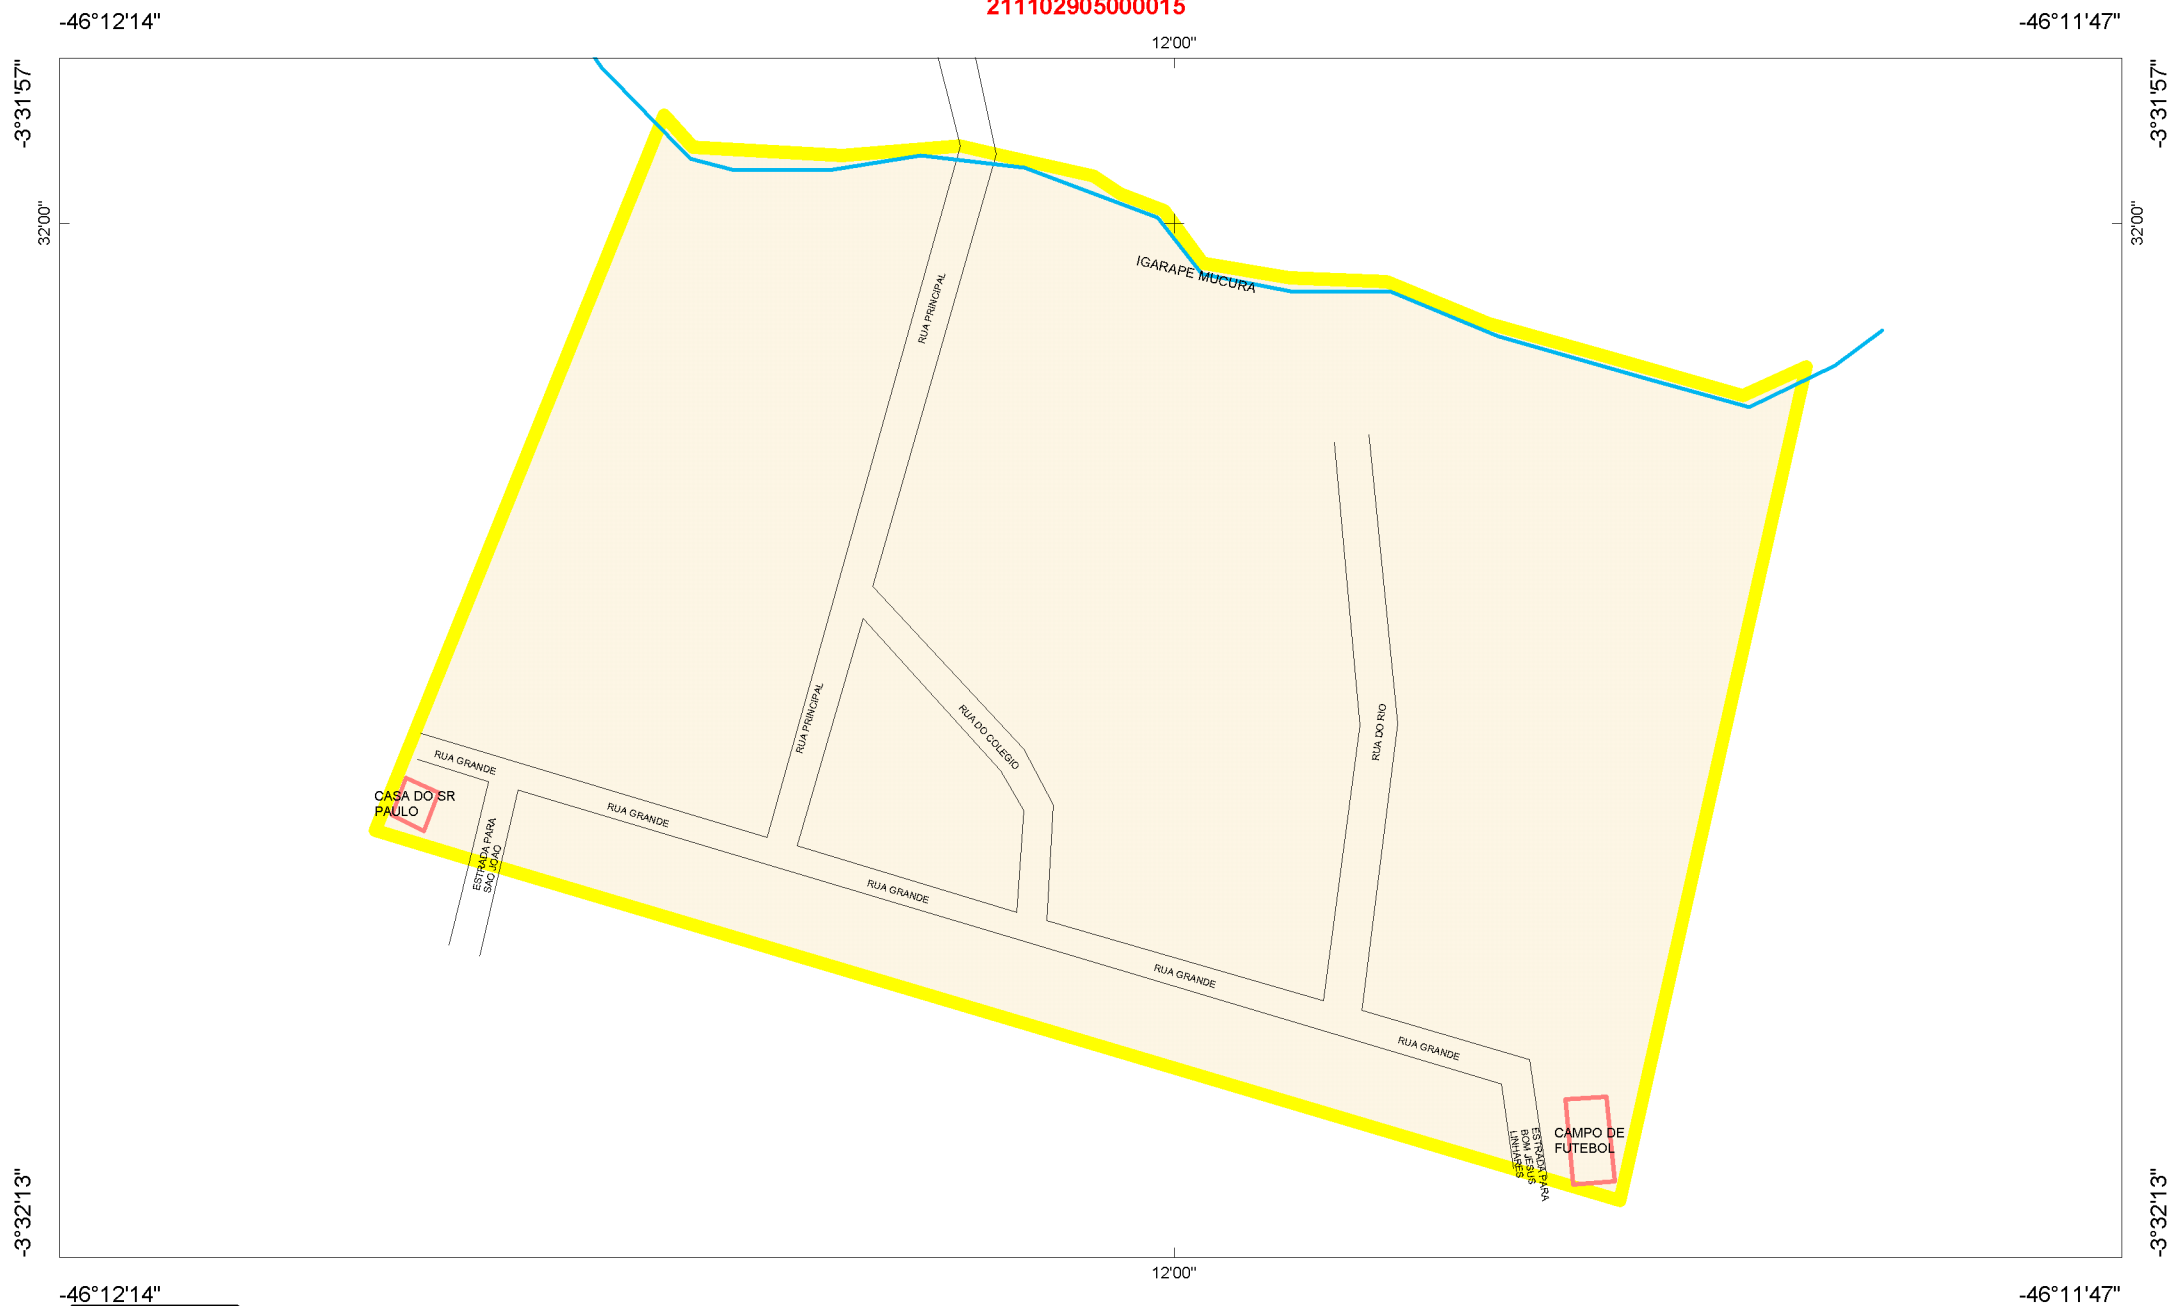 211102905000015
-46°12'14"
-46°11'47"
12'00"
-3°31'57"
-3°31'57"
32'00"
32'00"
IGARAPE MUCURA
RUA PRINCIPAL
RUA PRINCIPAL
RUA DO COLEGIO
RUA DO RIO
RUA GRANDE
CASA DO SR
PAULO
RUA GRANDE
ESTRADA PARA
SAO JOAO
RUA GRANDE
RUA GRANDE
RUA GRANDE
ESTRADA PARA
BOM JESUS
LINHARES
CAMPO DE
FUTEBOL
-3°32'13"
-3°32'13"
12'00"
-46°12'14"
-46°11'47"